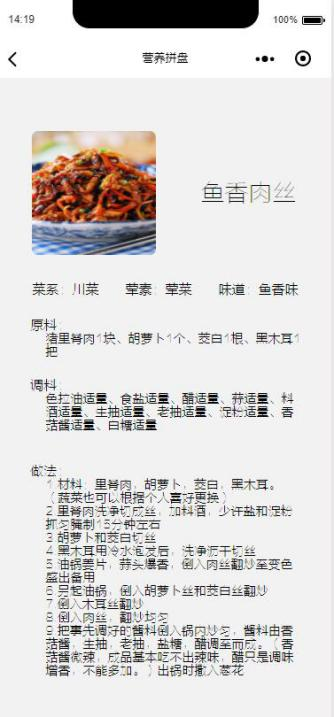 14:19
100%
营养拼盘
鱼香肉丝
菜系：川菜 荤素：荤菜 味道：鱼香味
原料：
猪里脊肉1块、胡萝卜1个、茭白1根、黑木耳1
把
调料：
色拉油适量、食盐适量、醋适量、蒜适量、料
酒适量、生抽适量、老抽适量、淀粉适量、香
菇酱适量、白糖适量
做法：
1.材料：里脊肉，胡萝卜，茭白，黑木耳。
（蔬菜也可以根据个人喜好更换）
2.里脊肉洗净切成丝，加料酒，少许盐和淀粉
抓匀腌制15分钟左右
3.胡萝卜和茭白切丝
4.黑木耳用冷水泡发后，洗净沥干切丝
5.油锅姜片，蒜头爆香，倒入肉丝翻炒至变色
盛出备用
6.另起油锅，倒入胡萝卜丝和茭白丝翻炒
7.倒入木耳丝翻炒
8.倒入肉丝，翻炒均匀
9.把事先调好的酱料倒入锅内炒匀，酱料由香
菇酱，生抽，老抽，盐糖，醋调至而成。（香
菇酱微辣，成品基本吃不出辣味，醋只是调味
增香，不能多加。）出锅时撒入葱花